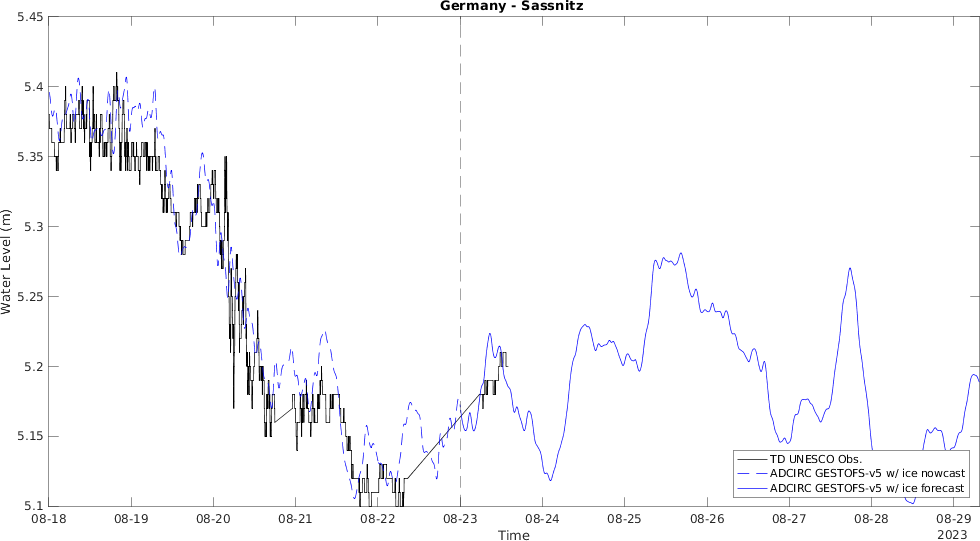 Germany - Sassnitz
5.45
5.4
5.35
5.3
5.25
5.2
5.15
5.1
Water Level (m)
TD UNESCO Obs.
ADCIRC GESTOFS-v5 w/ ice nowcast
ADCIRC GESTOFS-v5 w/ ice forecast
08-18 08-19 08-20 08-21 08-22 08-23 08-24 08-25 08-26 08-27 08-28 08-29
Time 2023